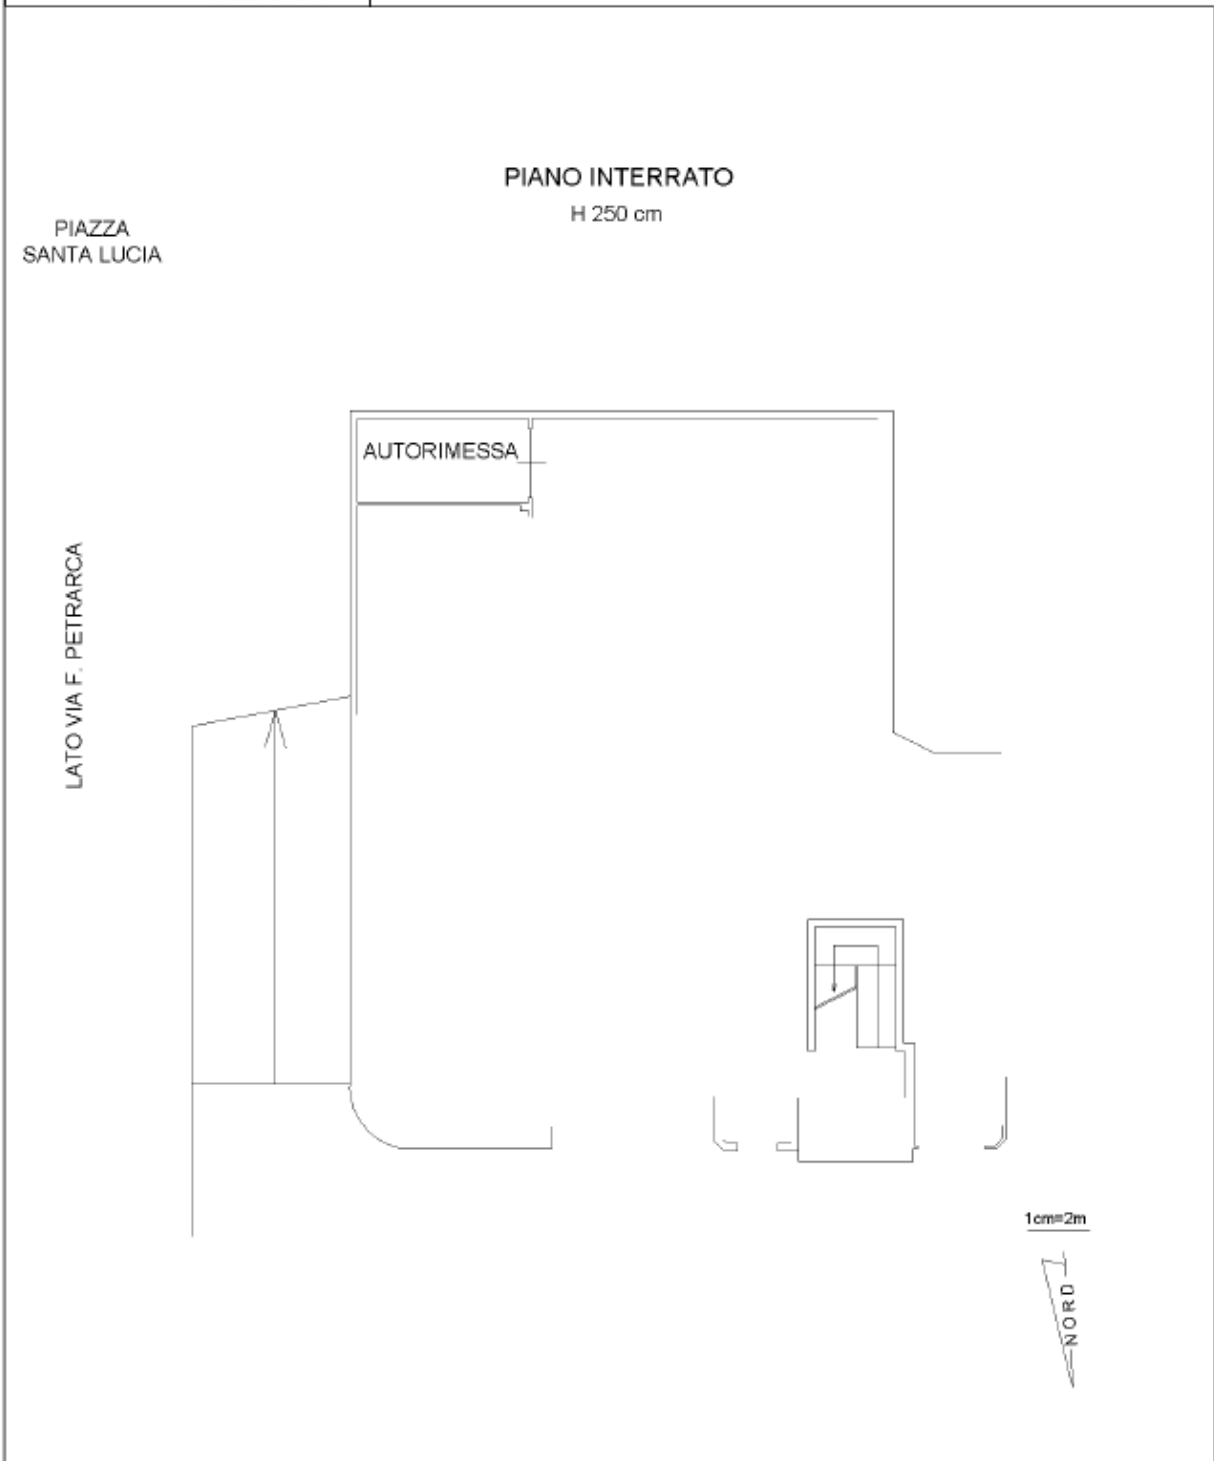 PIANO INTERRATO
H 250 cm
PIAZZA
SANTA LUCIA
AUTORIMESSA
LATO VIA F. PETRARCA
1cm=2m
NORD